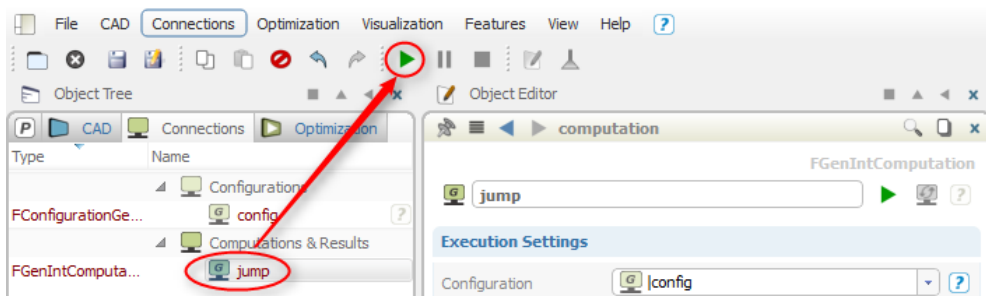 File CAD Connections Optimization Visualization Features View Help ?
Object Tree
Object Editor
P CAD Connections Optimization
computation
Type Name
FGenIntComputation
Configurations
G jump
FConfigurationGe... G config ?
?
Computations & Results
Execution Settings
FGenIntComputa... G jump
Configuration G |config ?